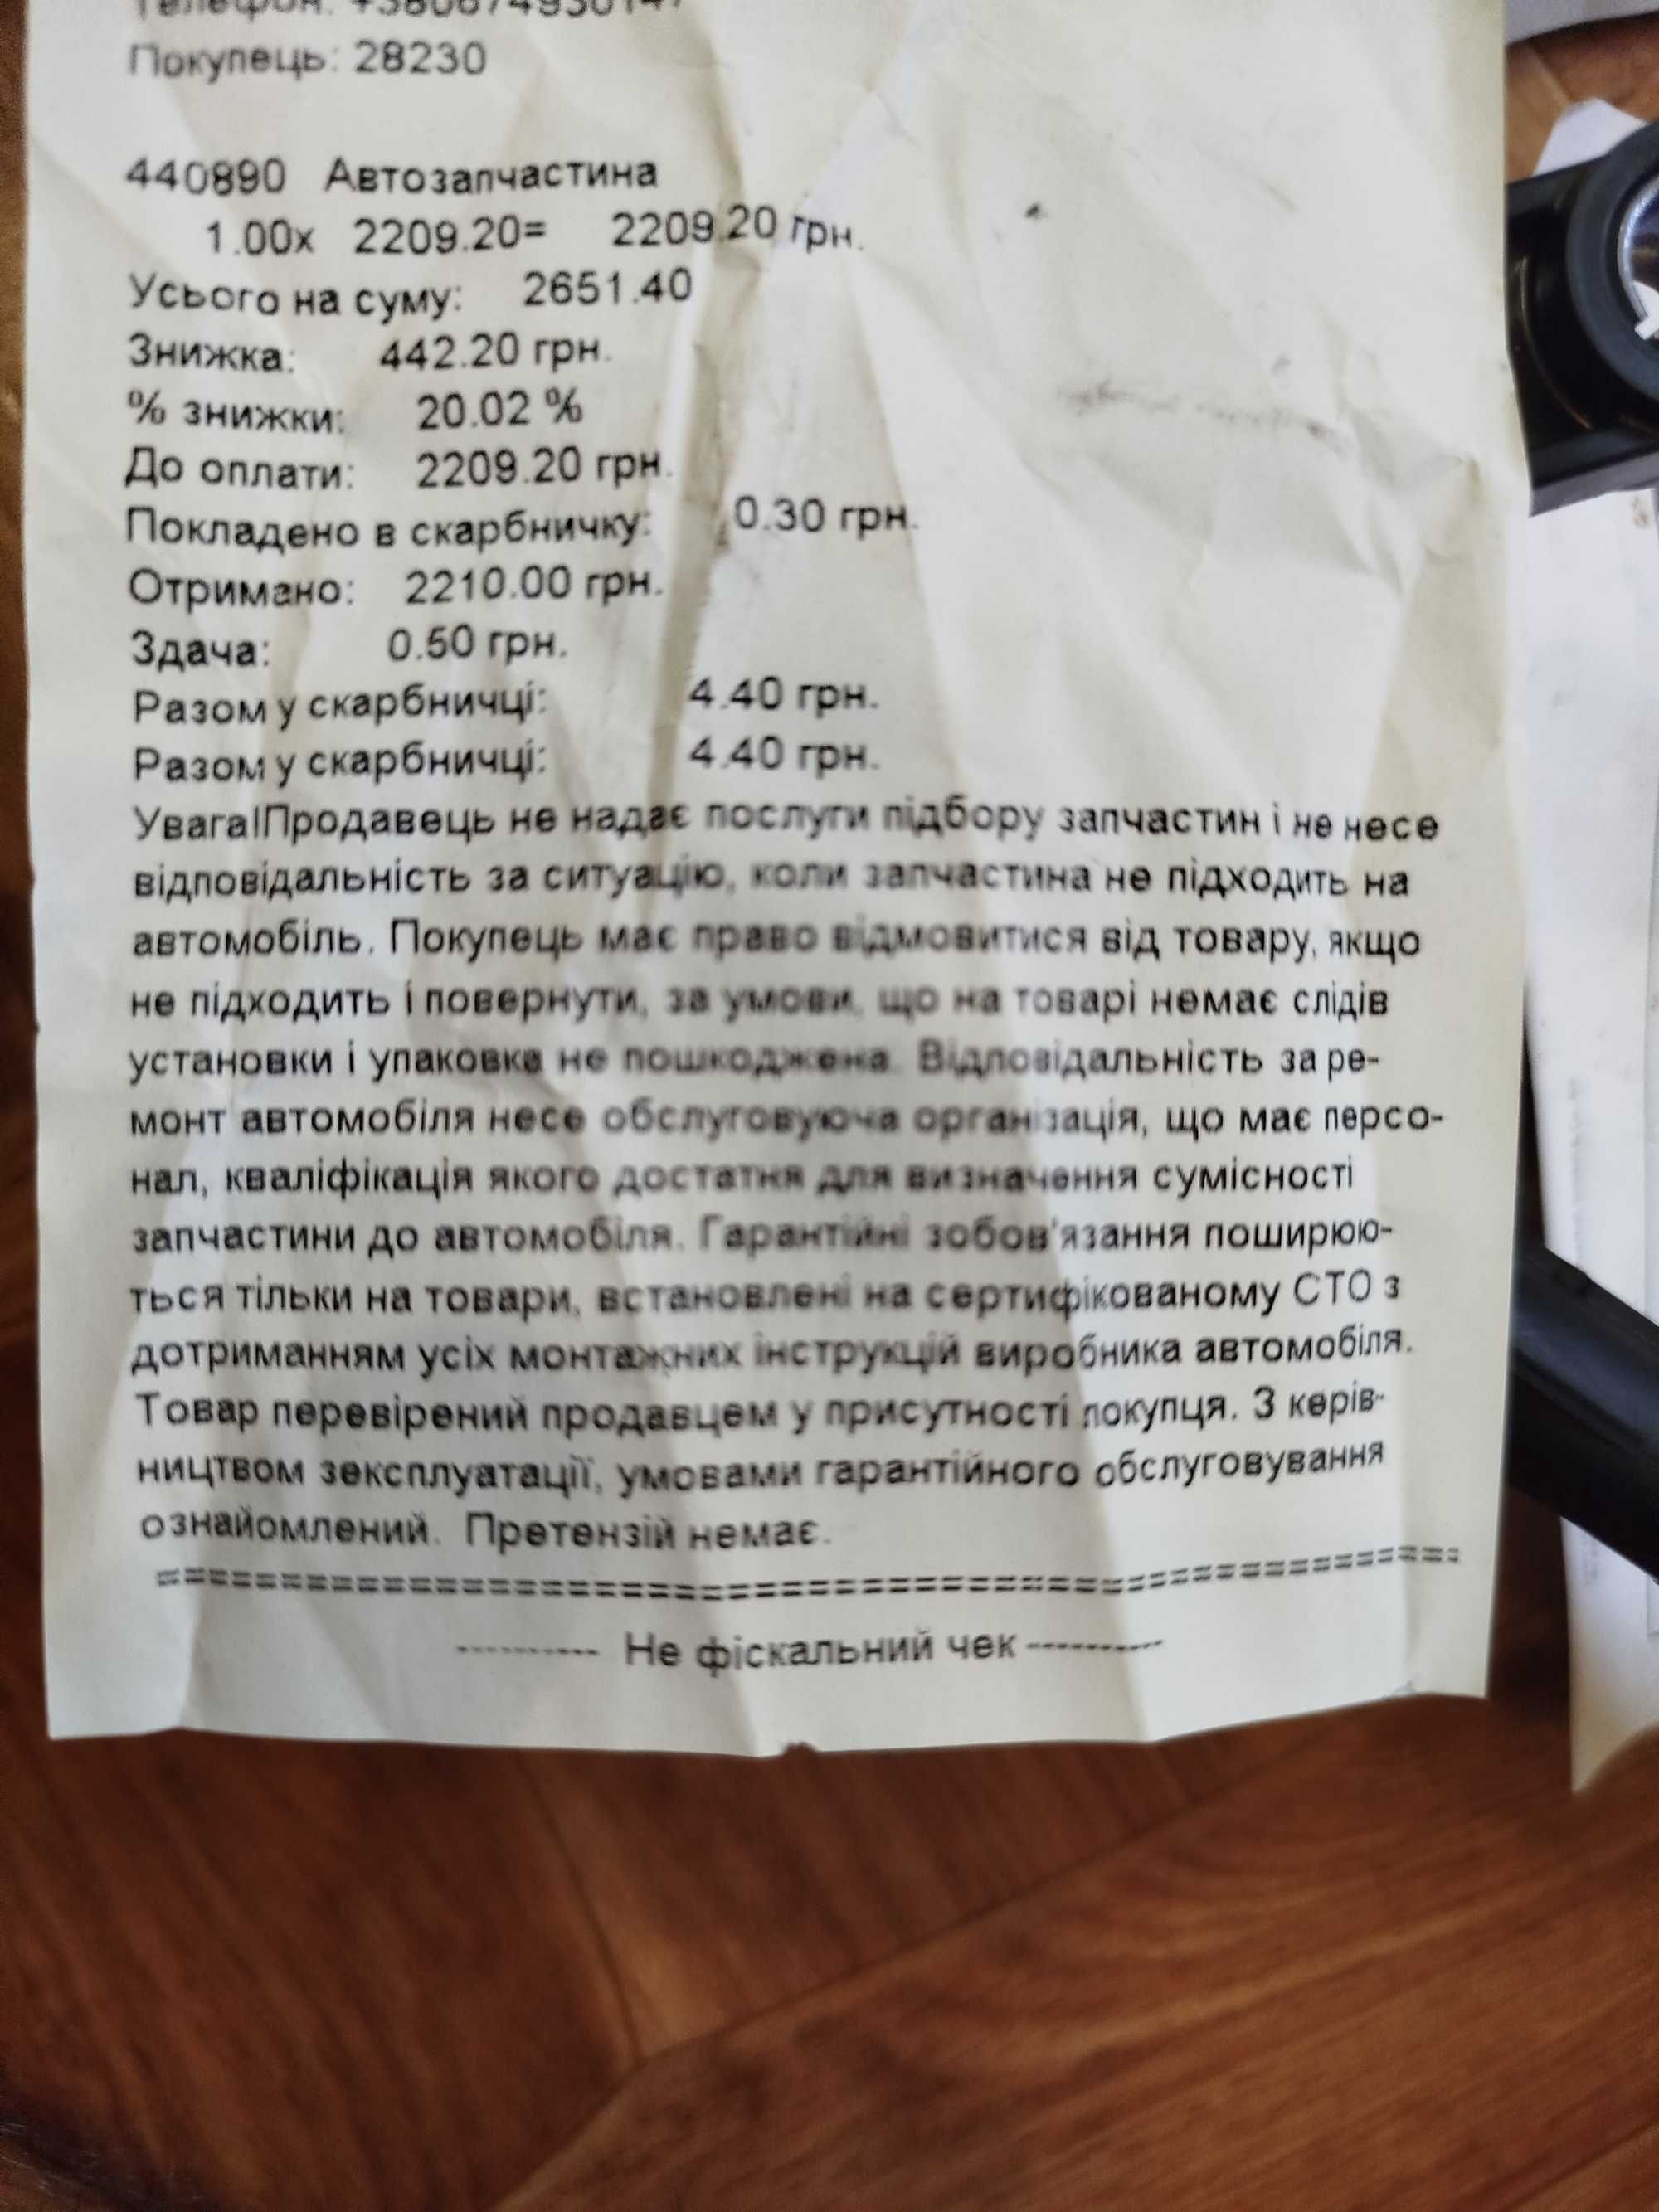 Телефон: +380674930147
Покупець: 28230
440890 Автозапчастина
1.00x 2209.20= 2209.20 грн.
Усього на суму: 2651.40
Знижка: 442.20 грн.
% знижки: 20.02 %
До оплати: 2209.20 грн.
Покладено в скарбничку: 0.30 грн.
Отримано: 2210.00 грн.
Здача: 0.50 грн.
Разом у скарбничці: 4.40 грн.
Разом у скарбничці: 4.40 грн.
Увага!Продавець не надає послуги підбору запчастин і не несе
відповідальність за ситуацію, коли запчастина не підходить на
автомобіль. Покупець має право відмовитися від товару, якщо
не підходить і повернути, за умови, що на товарі немає слідів
установки і упаковка не пошкоджена. Відповідальність за ре-
монт автомобіля несе обслуговуюча організація, що має персо-
нал, кваліфікація якого достатня для визначення сумісності
запчастини до автомобіля. Гарантійні зобов'язання поширюю-
ться тільки на товари, встановлені на сертифікованому СТО з
дотриманням усіх монтажних інструкцій виробника автомобіля.
Товар перевірений продавцем у присутності покупця. З керів-
ництвом зексплуатації, умовами гарантійного обслуговування
ознайомлений. Претензій немає.
==================================================
---------- Не фіскальний чек ----------